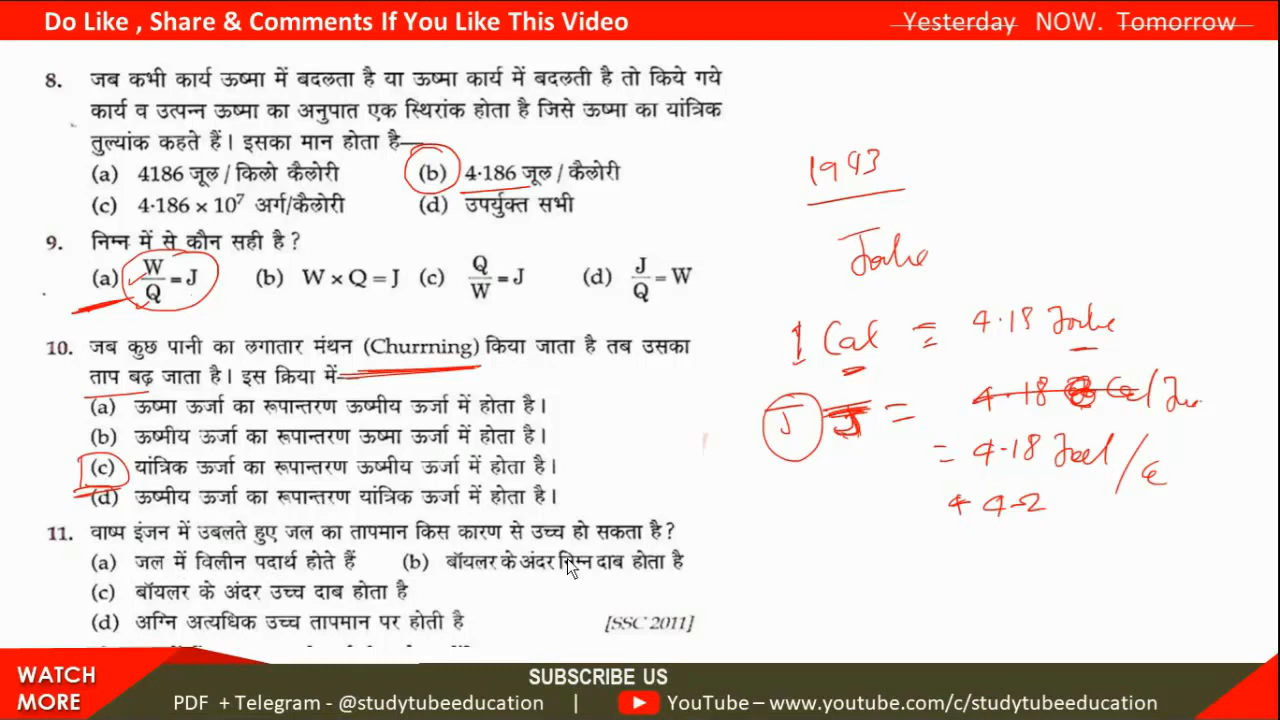 Do Like , Share & Comments If You Like This Video
Yesterday NOW. Tomorrow
8. जब कभी कार्य ऊष्मा में बदलता है या ऊष्मा कार्य में बदलती है तो किये गये
कार्य व उत्पन्न ऊष्मा का अनुपात एक स्थिरांक होता है जिसे ऊष्मा का यांत्रिक
तुल्यांक कहते हैं। इसका मान होता है—
(a) 4186 जूल / किलो कैलोरी (b) 4·186 जूल / कैलोरी
(c) 4·186 × 10⁷ अर्ग/कैलोरी (d) उपर्युक्त सभी
9. निम्न में से कौन सही है ?
(a) W/Q = J (b) W × Q = J (c) Q/W = J (d) J/Q = W
10. जब कुछ पानी का लगातार मंथन (Churrning) किया जाता है तब उसका
ताप बढ़ जाता है। इस क्रिया में—
(a) ऊष्मा ऊर्जा का रूपान्तरण ऊष्मीय ऊर्जा में होता है।
(b) ऊष्मीय ऊर्जा का रूपान्तरण ऊष्मा ऊर्जा में होता है।
(c) यांत्रिक ऊर्जा का रूपान्तरण ऊष्मीय ऊर्जा में होता है।
(d) ऊष्मीय ऊर्जा का रूपान्तरण यांत्रिक ऊर्जा में होता है।
11. वाष्प इंजन में उबलते हुए जल का तापमान किस कारण से उच्च हो सकता है ?
(a) जल में विलीन पदार्थ होते हैं (b) बॉयलर के अंदर निम्न दाब होता है
(c) बॉयलर के अंदर उच्च दाब होता है
(d) अग्नि अत्यधिक उच्च तापमान पर होती है [SSC 2011]
1943
1 Cal = 4.18
J =
= 4.18
4.2
WATCH
MORE
SUBSCRIBE US
PDF + Telegram - @studytubeeducation | YouTube – www.youtube.com/c/studytubeeducation